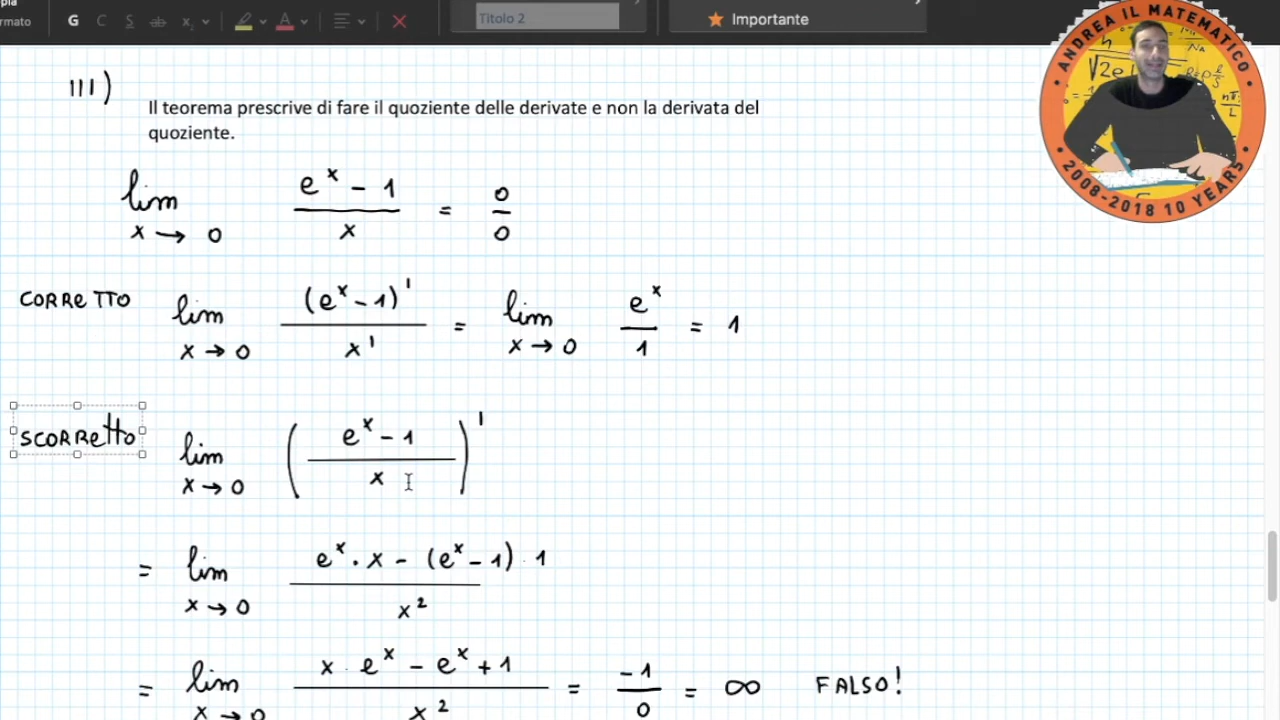 pia
rmato
G C S ab x
A
Titolo 2
Importante
ANDREA IL MATEMATICO
2008-2018 10 YEARS
III)
Il teorema prescrive di fare il quoziente delle derivate e non la derivata del
quoziente.
lim x → 0 (eˣ - 1)/x = 0/0
CORRETTO lim x → 0 (eˣ - 1)'/x' = lim x → 0 eˣ/1 = 1
SCORRETTO lim x → 0 ((eˣ - 1)/x)'
= lim x → 0 (eˣ · x - (eˣ - 1) · 1)/x²
= lim x → 0 (x · eˣ - eˣ + 1)/x² = -1/0 = ∞ FALSO!